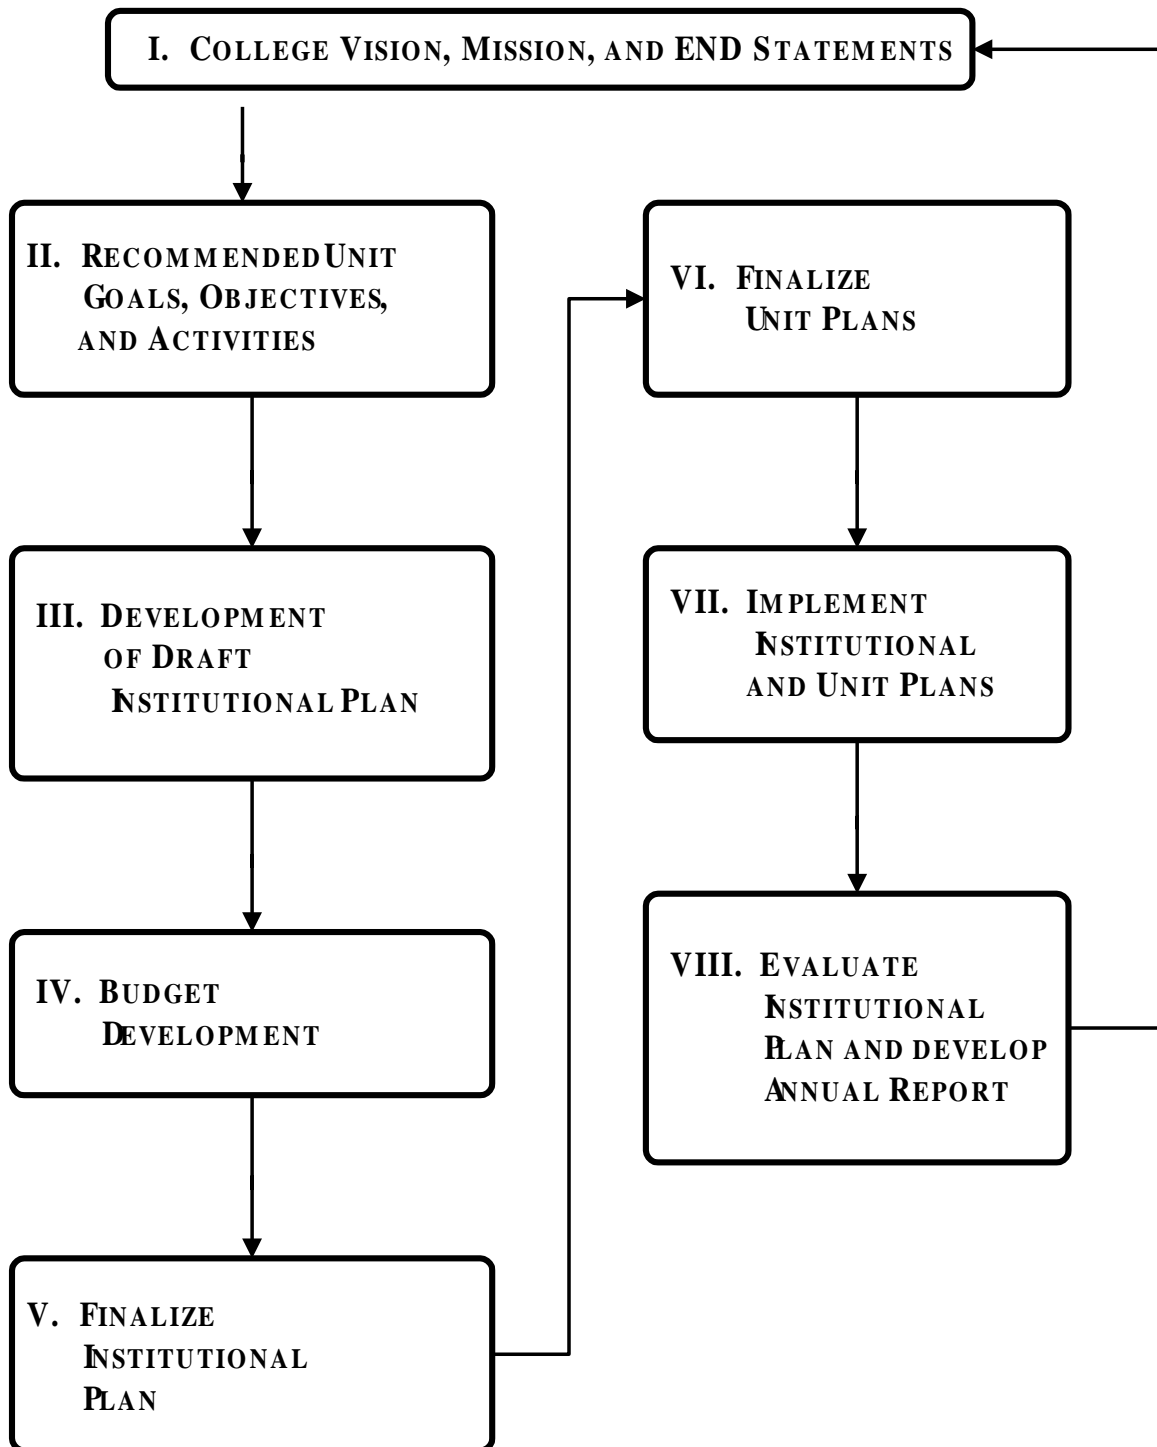 I. COLLEGE VISION, MISSION, AND END STATEMENTS
II. RECOMMENDED UNIT
GOALS, OBJECTIVES,
AND ACTIVITIES
III. DEVELOPMENT
OF DRAFT
INSTITUTIONAL PLAN
IV. BUDGET
DEVELOPMENT
V. FINALIZE
INSTITUTIONAL
PLAN
VI. FINALIZE
UNIT PLANS
VII. IMPLEMENT
INSTITUTIONAL
AND UNIT PLANS
VIII. EVALUATE
INSTITUTIONAL
PLAN AND DEVELOP
ANNUAL REPORT